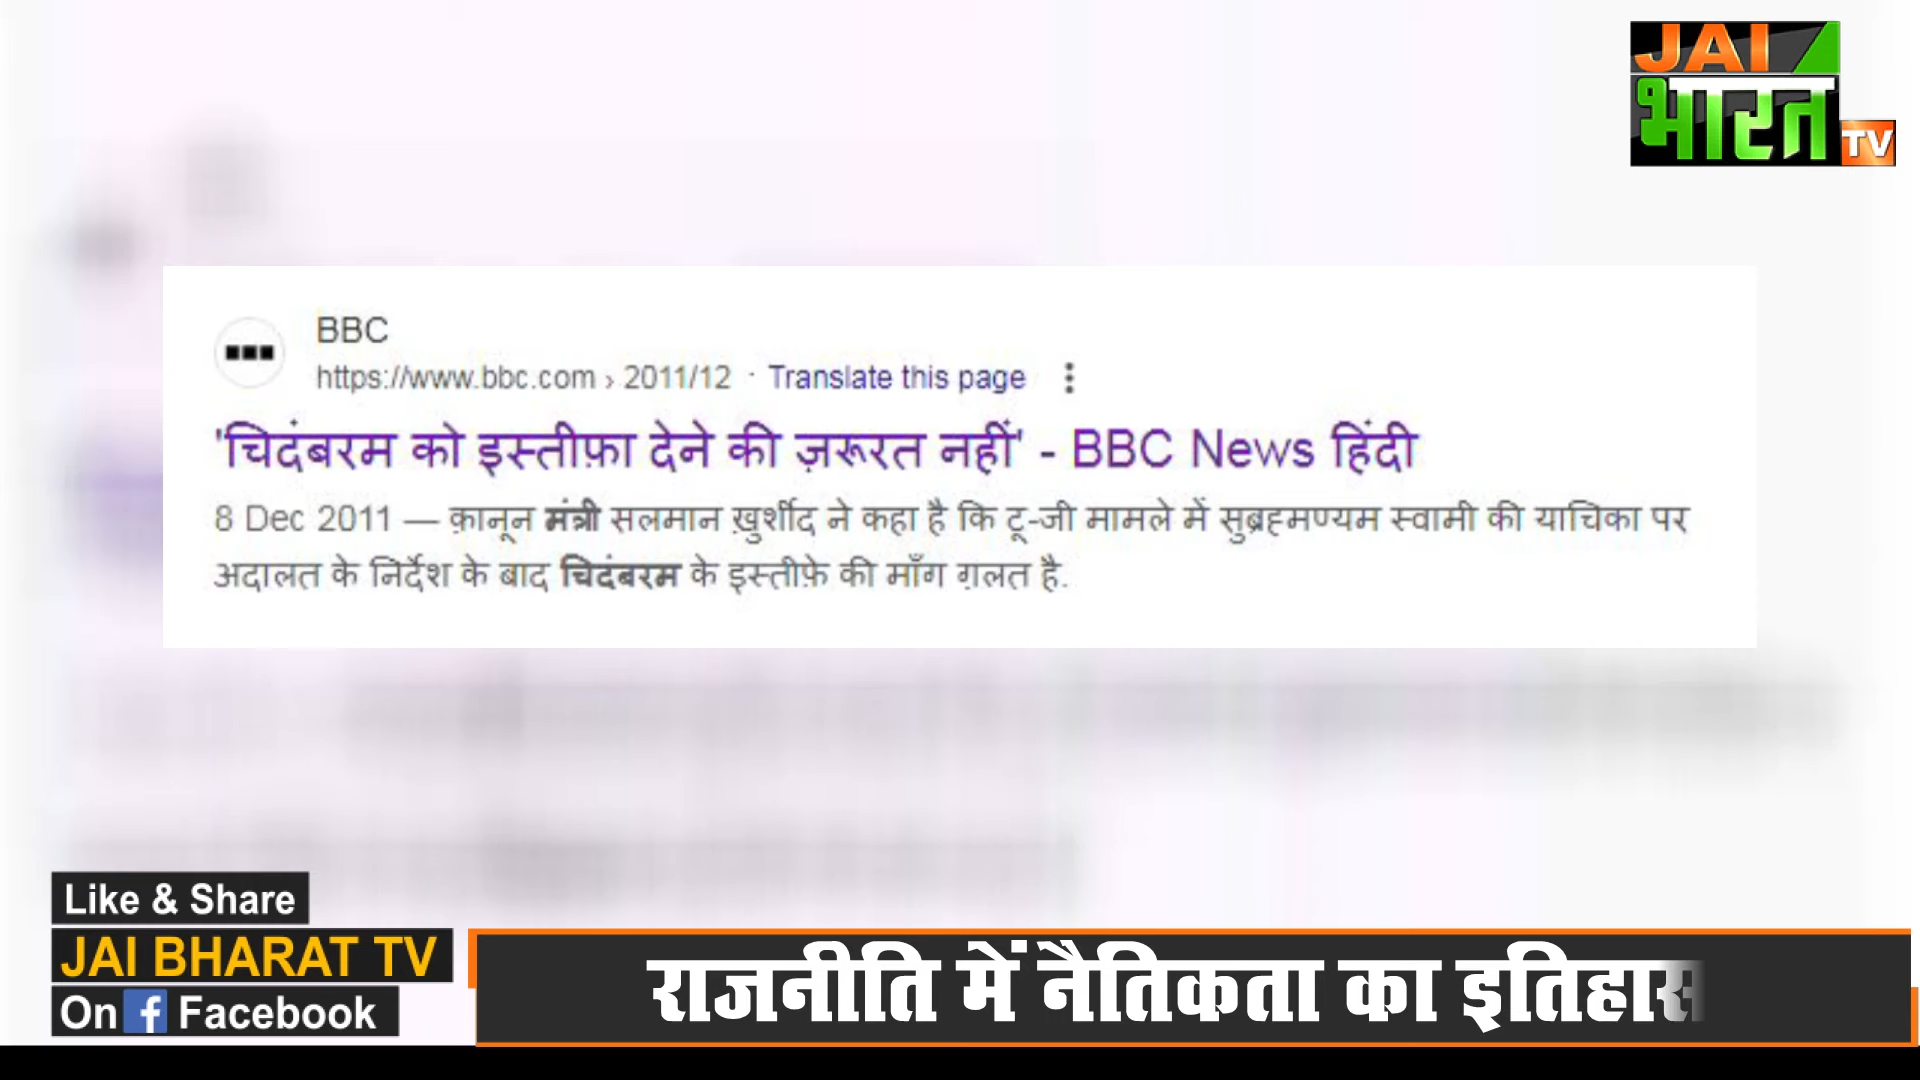 JAI
भारत
TV
BBC
https://www.bbc.com › 2011/12 · Translate this page
'चिदंबरम को इस्तीफ़ा देने की ज़रूरत नहीं' - BBC News हिंदी
8 Dec 2011 — क़ानून मंत्री सलमान ख़ुर्शीद ने कहा है कि टू-जी मामले में सुब्रह्मण्यम स्वामी की याचिका पर
अदालत के निर्देश के बाद चिदंबरम के इस्तीफ़े की माँग ग़लत है.
Like & Share
JAI BHARAT TV
On f Facebook
राजनीति में नैतिकता का इतिहास